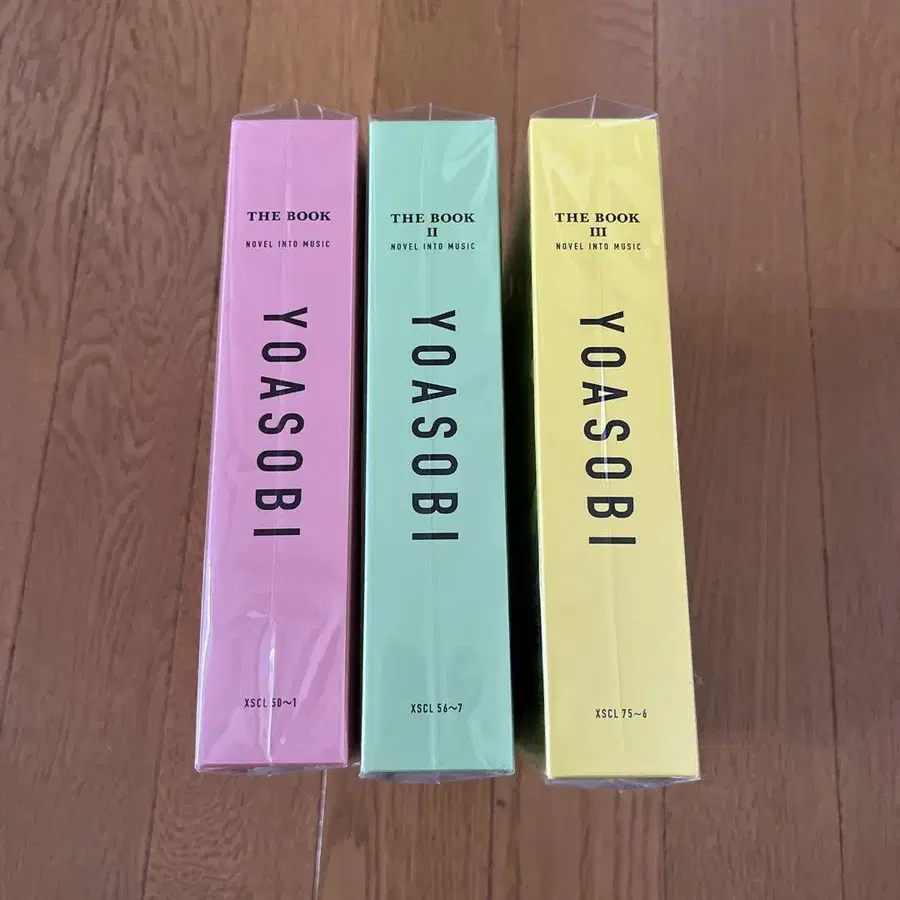 THE BOOK
NOVEL INTO MUSIC
YOASOBI
XSCL 50〜1
THE BOOK
II
NOVEL INTO MUSIC
YOASOBI
XSCL 56〜7
THE BOOK
III
NOVEL INTO MUSIC
YOASOBI
XSCL 75〜6